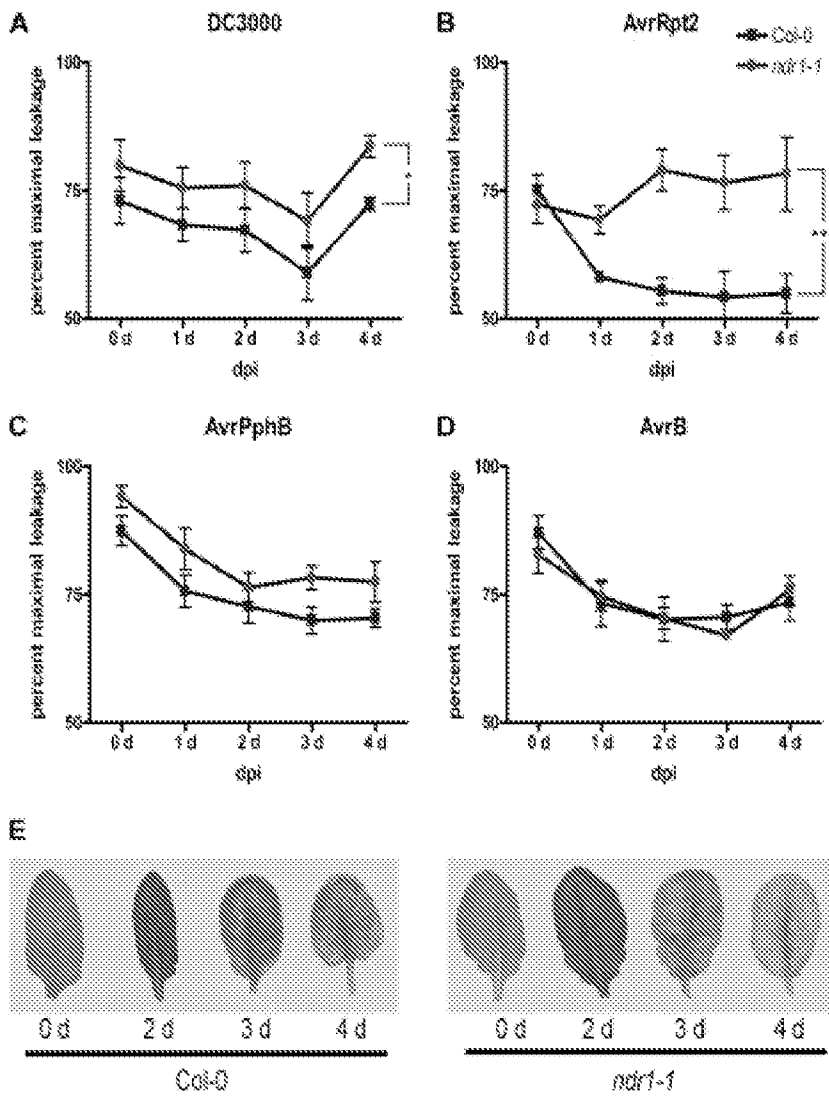 A DC3000
percent maximal leakage
100
75
50
0 d 1 d 2 d 3 d 4 d
dpi
*
B AvrRpt2
Col-0
ndr1-1
percent maximal leakage
100
75
50
0 d 1 d 2 d 3 d 4 d
dpi
**
C AvrPphB
percent maximal leakage
100
75
50
0 d 1 d 2 d 3 d 4 d
dpi
D AvrB
percent maximal leakage
100
75
50
0 d 1 d 2 d 3 d 4 d
dpi
E
0 d 2 d 3 d 4 d
Col-0
0 d 2 d 3 d 4 d
ndr1-1